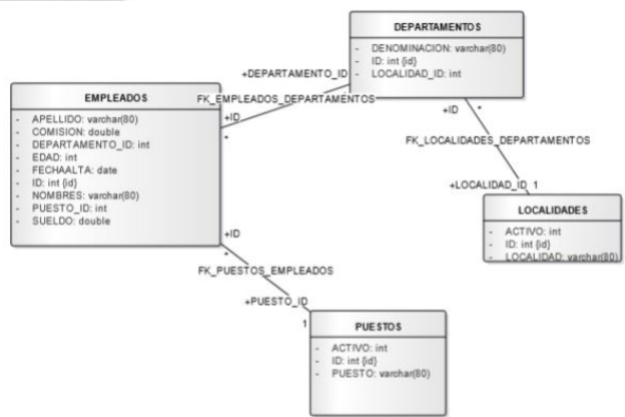 DEPARTAMENTOS
- DENOMINACION: varchar(80)
- ID: int {id}
- LOCALIDAD_ID: int
+DEPARTAMENTO_ID
FK_EMPLEADOS_DEPARTAMENTOS
+ID
*
EMPLEADOS
- APELLIDO: varchar(80)
- COMISION: double
- DEPARTAMENTO_ID: int
- EDAD: int
- FECHAALTA: date
- ID: int {id}
- NOMBRES: varchar(80)
- PUESTO_ID: int
- SUELDO: double
+ID *
FK_LOCALIDADES_DEPARTAMENTOS
+LOCALIDAD_ID 1
LOCALIDADES
- ACTIVO: int
- ID: int {id}
- LOCALIDAD: varchar(80)
+ID
*
FK_PUESTOS_EMPLEADOS
+PUESTO_ID
1
PUESTOS
- ACTIVO: int
- ID: int {id}
- PUESTO: varchar(80)